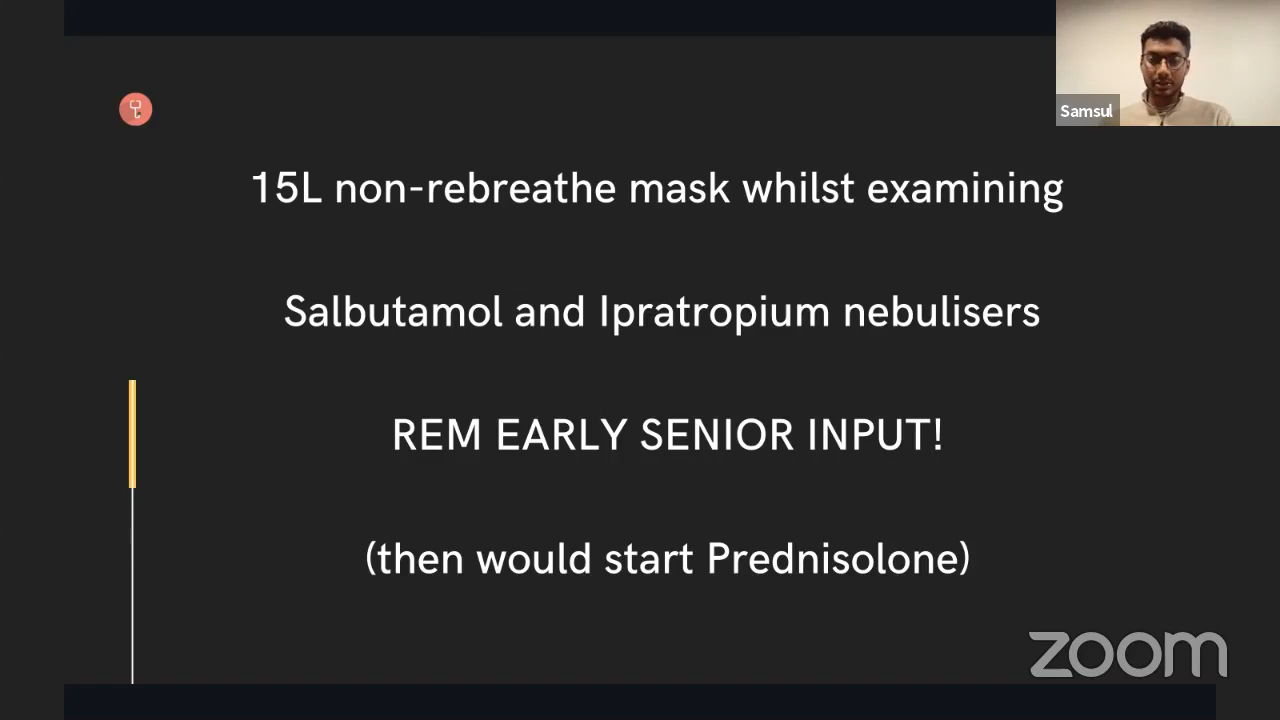 Samsul
15L non-rebreathe mask whilst examining
Salbutamol and Ipratropium nebulisers
REM EARLY SENIOR INPUT!
(then would start Prednisolone)
zoom